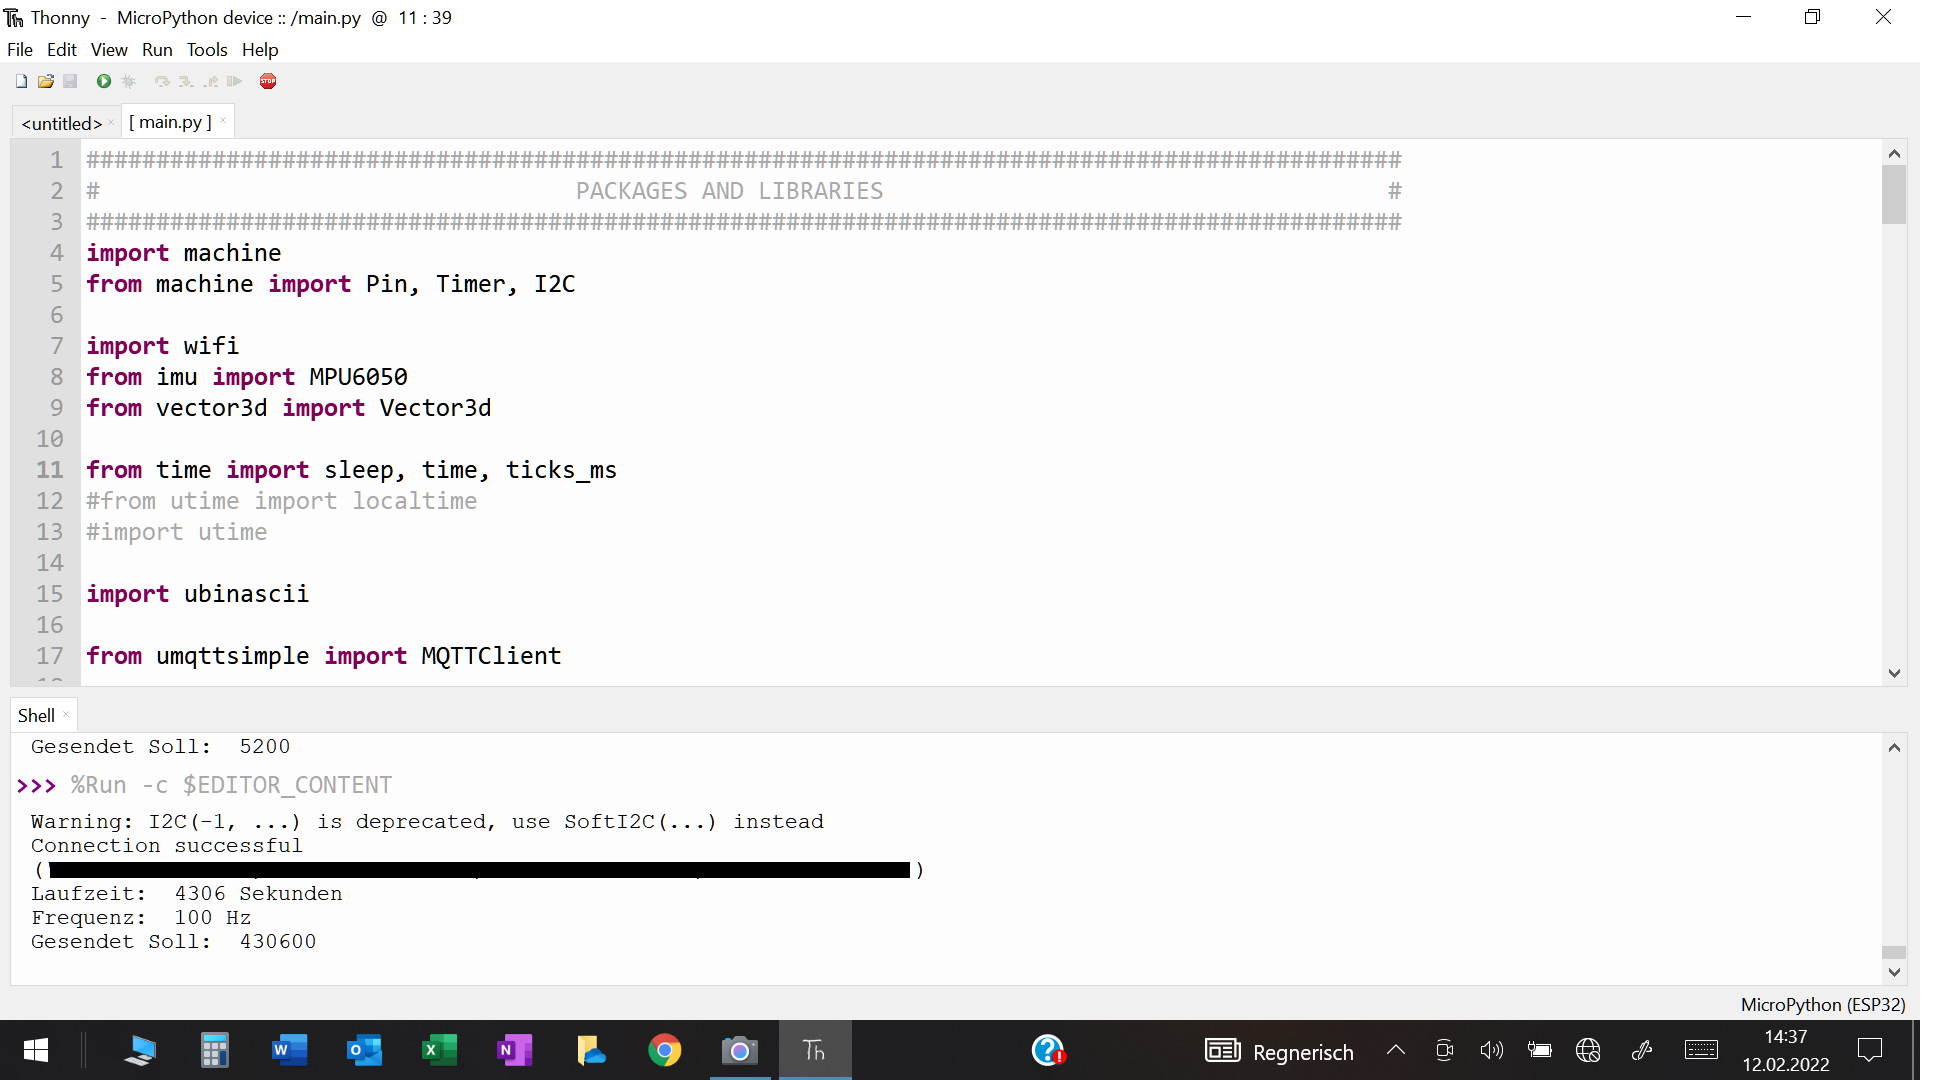 Thonny - MicroPython device :: /main.py @ 11 : 39
File Edit View Run Tools Help
<untitled> × [ main.py ] ×
1 ##############################################################################################
2 # PACKAGES AND LIBRARIES #
3 ##############################################################################################
4 import machine
5 from machine import Pin, Timer, I2C
6
7 import wifi
8 from imu import MPU6050
9 from vector3d import Vector3d
10
11 from time import sleep, time, ticks_ms
12 #from utime import localtime
13 #import utime
14
15 import ubinascii
16
17 from umqttsimple import MQTTClient
Shell ×
Gesendet Soll: 5200
>>> %Run -c $EDITOR_CONTENT
Warning: I2C(-1, ...) is deprecated, use SoftI2C(...) instead
Connection successful
( )
Laufzeit: 4306 Sekunden
Frequenz: 100 Hz
Gesendet Soll: 430600
MicroPython (ESP32)
Regnerisch
14:37
12.02.2022